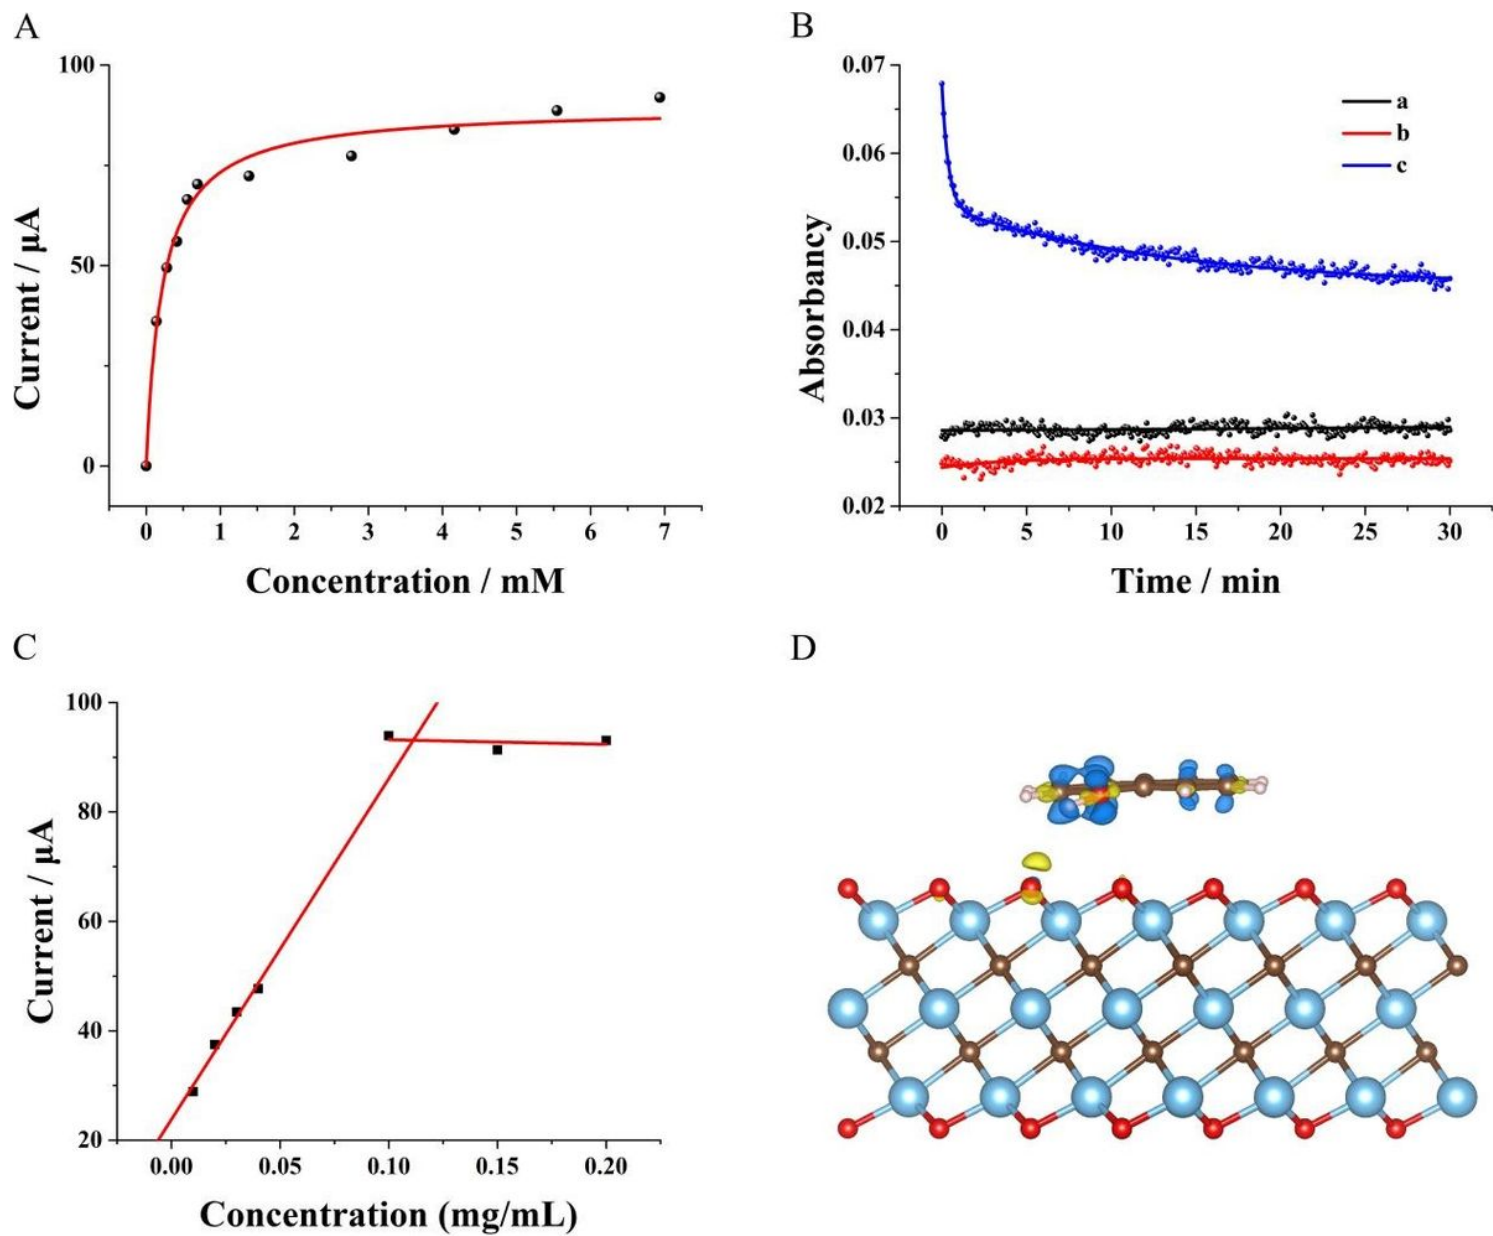 A
100
50
0
Current / μA
0 1 2 3 4 5 6 7
Concentration / mM
B
0.07
0.06
0.05
0.04
0.03
0.02
Absorbancy
a
b
c
0 5 10 15 20 25 30
Time / min
C
100
80
60
40
20
Current / μA
0.00 0.05 0.10 0.15 0.20
Concentration (mg/mL)
D